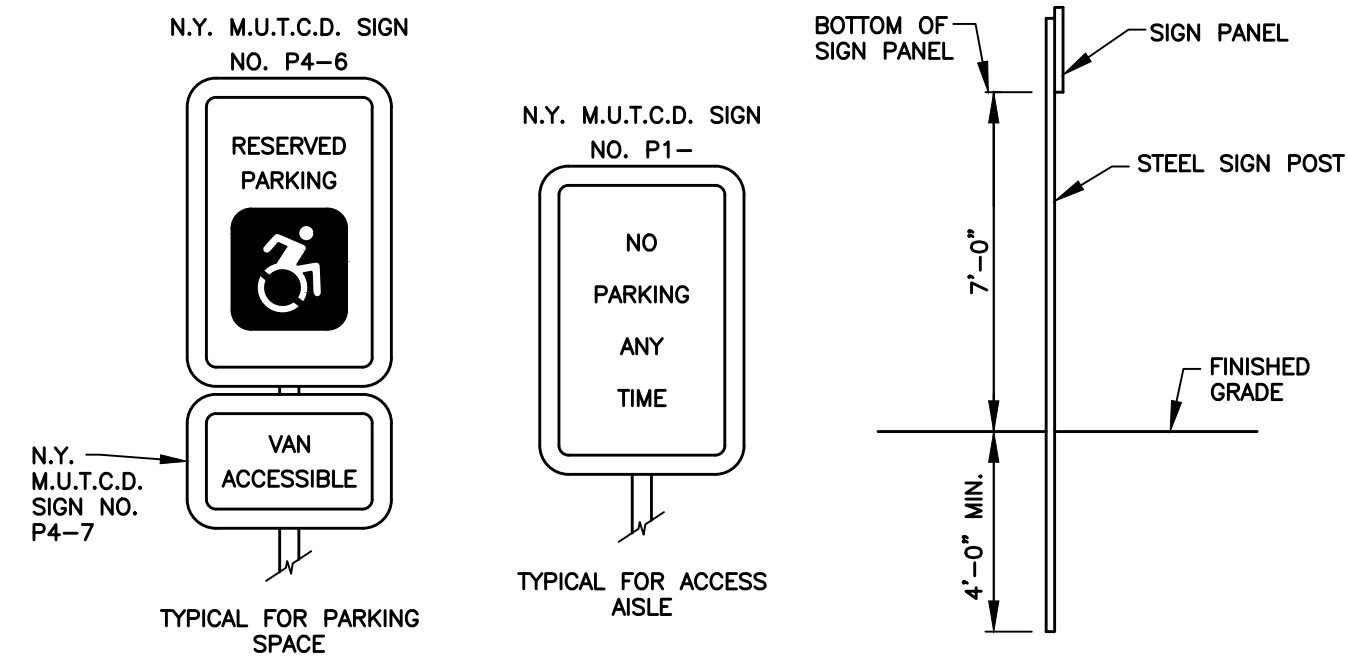 N.Y. M.U.T.C.D. SIGN
NO. P4-6
RESERVED
PARKING
VAN
ACCESSIBLE
N.Y.
M.U.T.C.D.
SIGN NO.
P4-7
TYPICAL FOR PARKING
SPACE
N.Y. M.U.T.C.D. SIGN
NO. P1-
NO
PARKING
ANY
TIME
TYPICAL FOR ACCESS
AISLE
BOTTOM OF
SIGN PANEL
SIGN PANEL
STEEL SIGN POST
7'-0"
FINISHED
GRADE
4'-0" MIN.